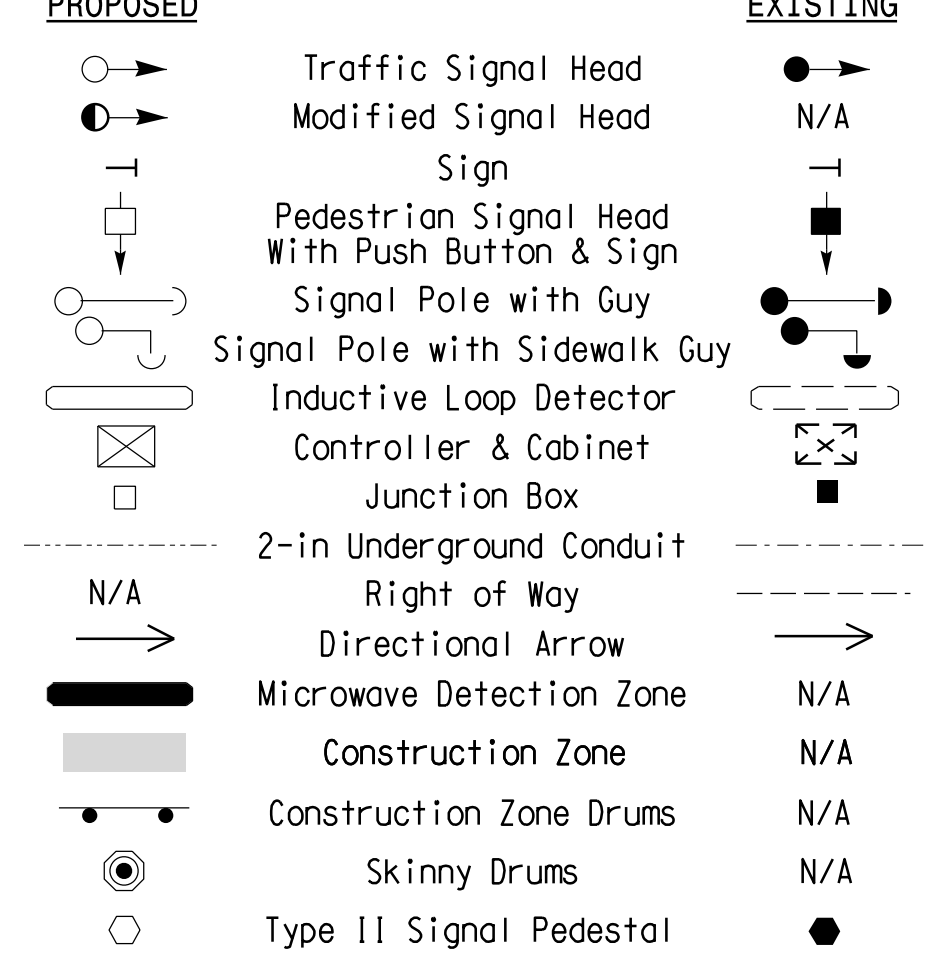 PROPOSED EXISTING
Traffic Signal Head
Modified Signal Head N/A
Sign
Pedestrian Signal Head
With Push Button & Sign
Signal Pole with Guy
Signal Pole with Sidewalk Guy
Inductive Loop Detector
Controller & Cabinet
Junction Box
2-in Underground Conduit
N/A Right of Way
Directional Arrow
Microwave Detection Zone N/A
Construction Zone N/A
Construction Zone Drums N/A
Skinny Drums N/A
Type II Signal Pedestal